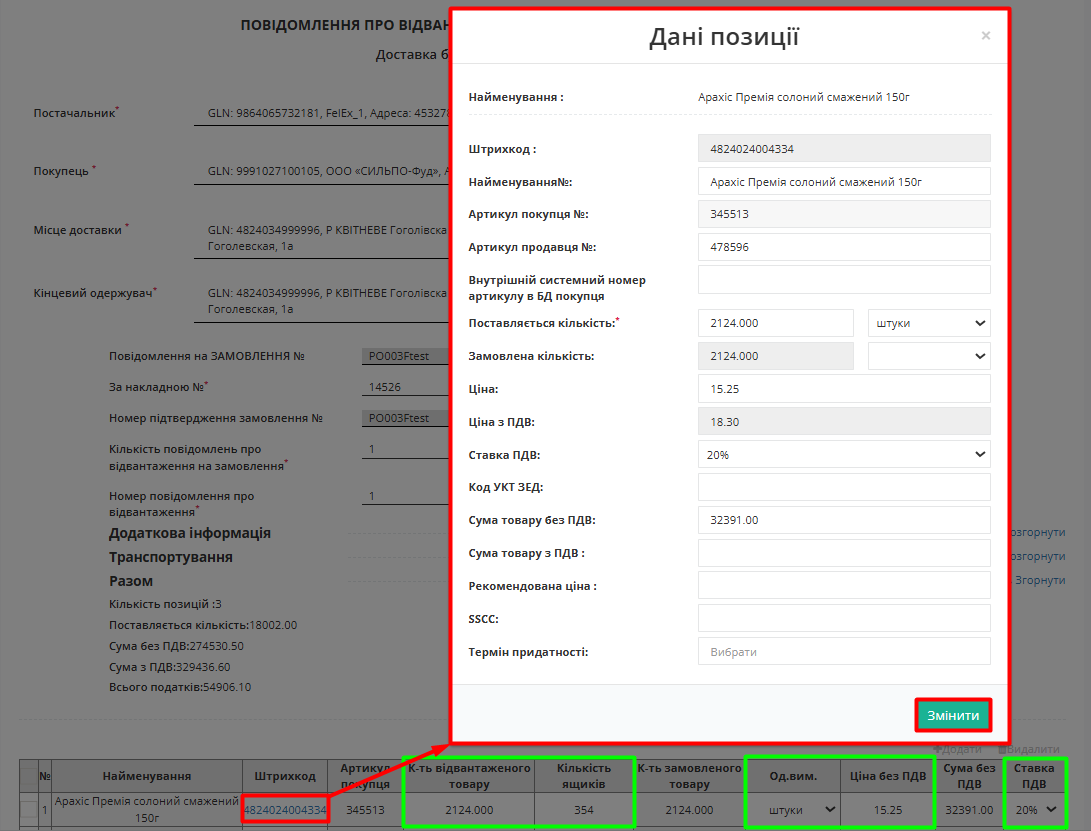 ПОВІДОМЛЕННЯ ПРО
Доставка
Постачальник*
GLN: 9864065732181, FelEx_1, Адреса: 45327
Покупець *
GLN: 9991027100105, ООО «СИЛЬПО-Фуд»,
Місце доставки *
GLN: 4824034999996, Р КВІТНЕВЕ Гоголівска
Гоголевская, 1а
Кінцевий одержувач*
GLN: 4824034999996, Р КВІТНЕВЕ Гоголівска
Гоголевская, 1а
Повідомлення на ЗАМОВЛЕННЯ № PO003Ftest
За накладною №* 14526
Номер підтвердження замовлення № PO003Ftest
Кількість повідомлень про
відвантаження на замовлення*
1
Номер повідомлення про
відвантаження*
1
Додаткова інформація
озгорнути
Транспортування
озгорнути
Разом
Згорнути
Кількість позицій :3
Поставляється кількість:18002.00
Сума без ПДВ:274530.50
Сума з ПДВ:329436.60
Всього податків:54906.10
Дані позиції
×
Найменування : Арахіс Премія солоний смажений 150г
Штрихкод : 4824024004334
Найменування№: Арахіс Премія солоний смажений 150г
Артикул покупця №: 345513
Артикул продавця №: 478596
Внутрішній системний номер
артикулу в БД покупця
Поставляється кількість:* 2124.000 штуки
Замовлена кількість: 2124.000
Ціна: 15.25
Ціна з ПДВ: 18.30
Ставка ПДВ: 20%
Код УКТ ЗЕД:
Сума товару без ПДВ: 32391.00
Сума товару з ПДВ :
Рекомендована ціна :
SSCC:
Термін придатності: Вибрати
Змінити
+Додати Видалити
№ Найменування Штрихкод Артикул покупця К-ть відвантаженого товару Кількість ящиків К-ть замовленого товару Од.вим. Ціна без ПДВ Сума без ПДВ Ставка ПДВ
1 Арахіс Премія солоний смажений 150г 4824024004334 345513 2124.000 354 2124.000 штуки 15.25 32391.00 20%